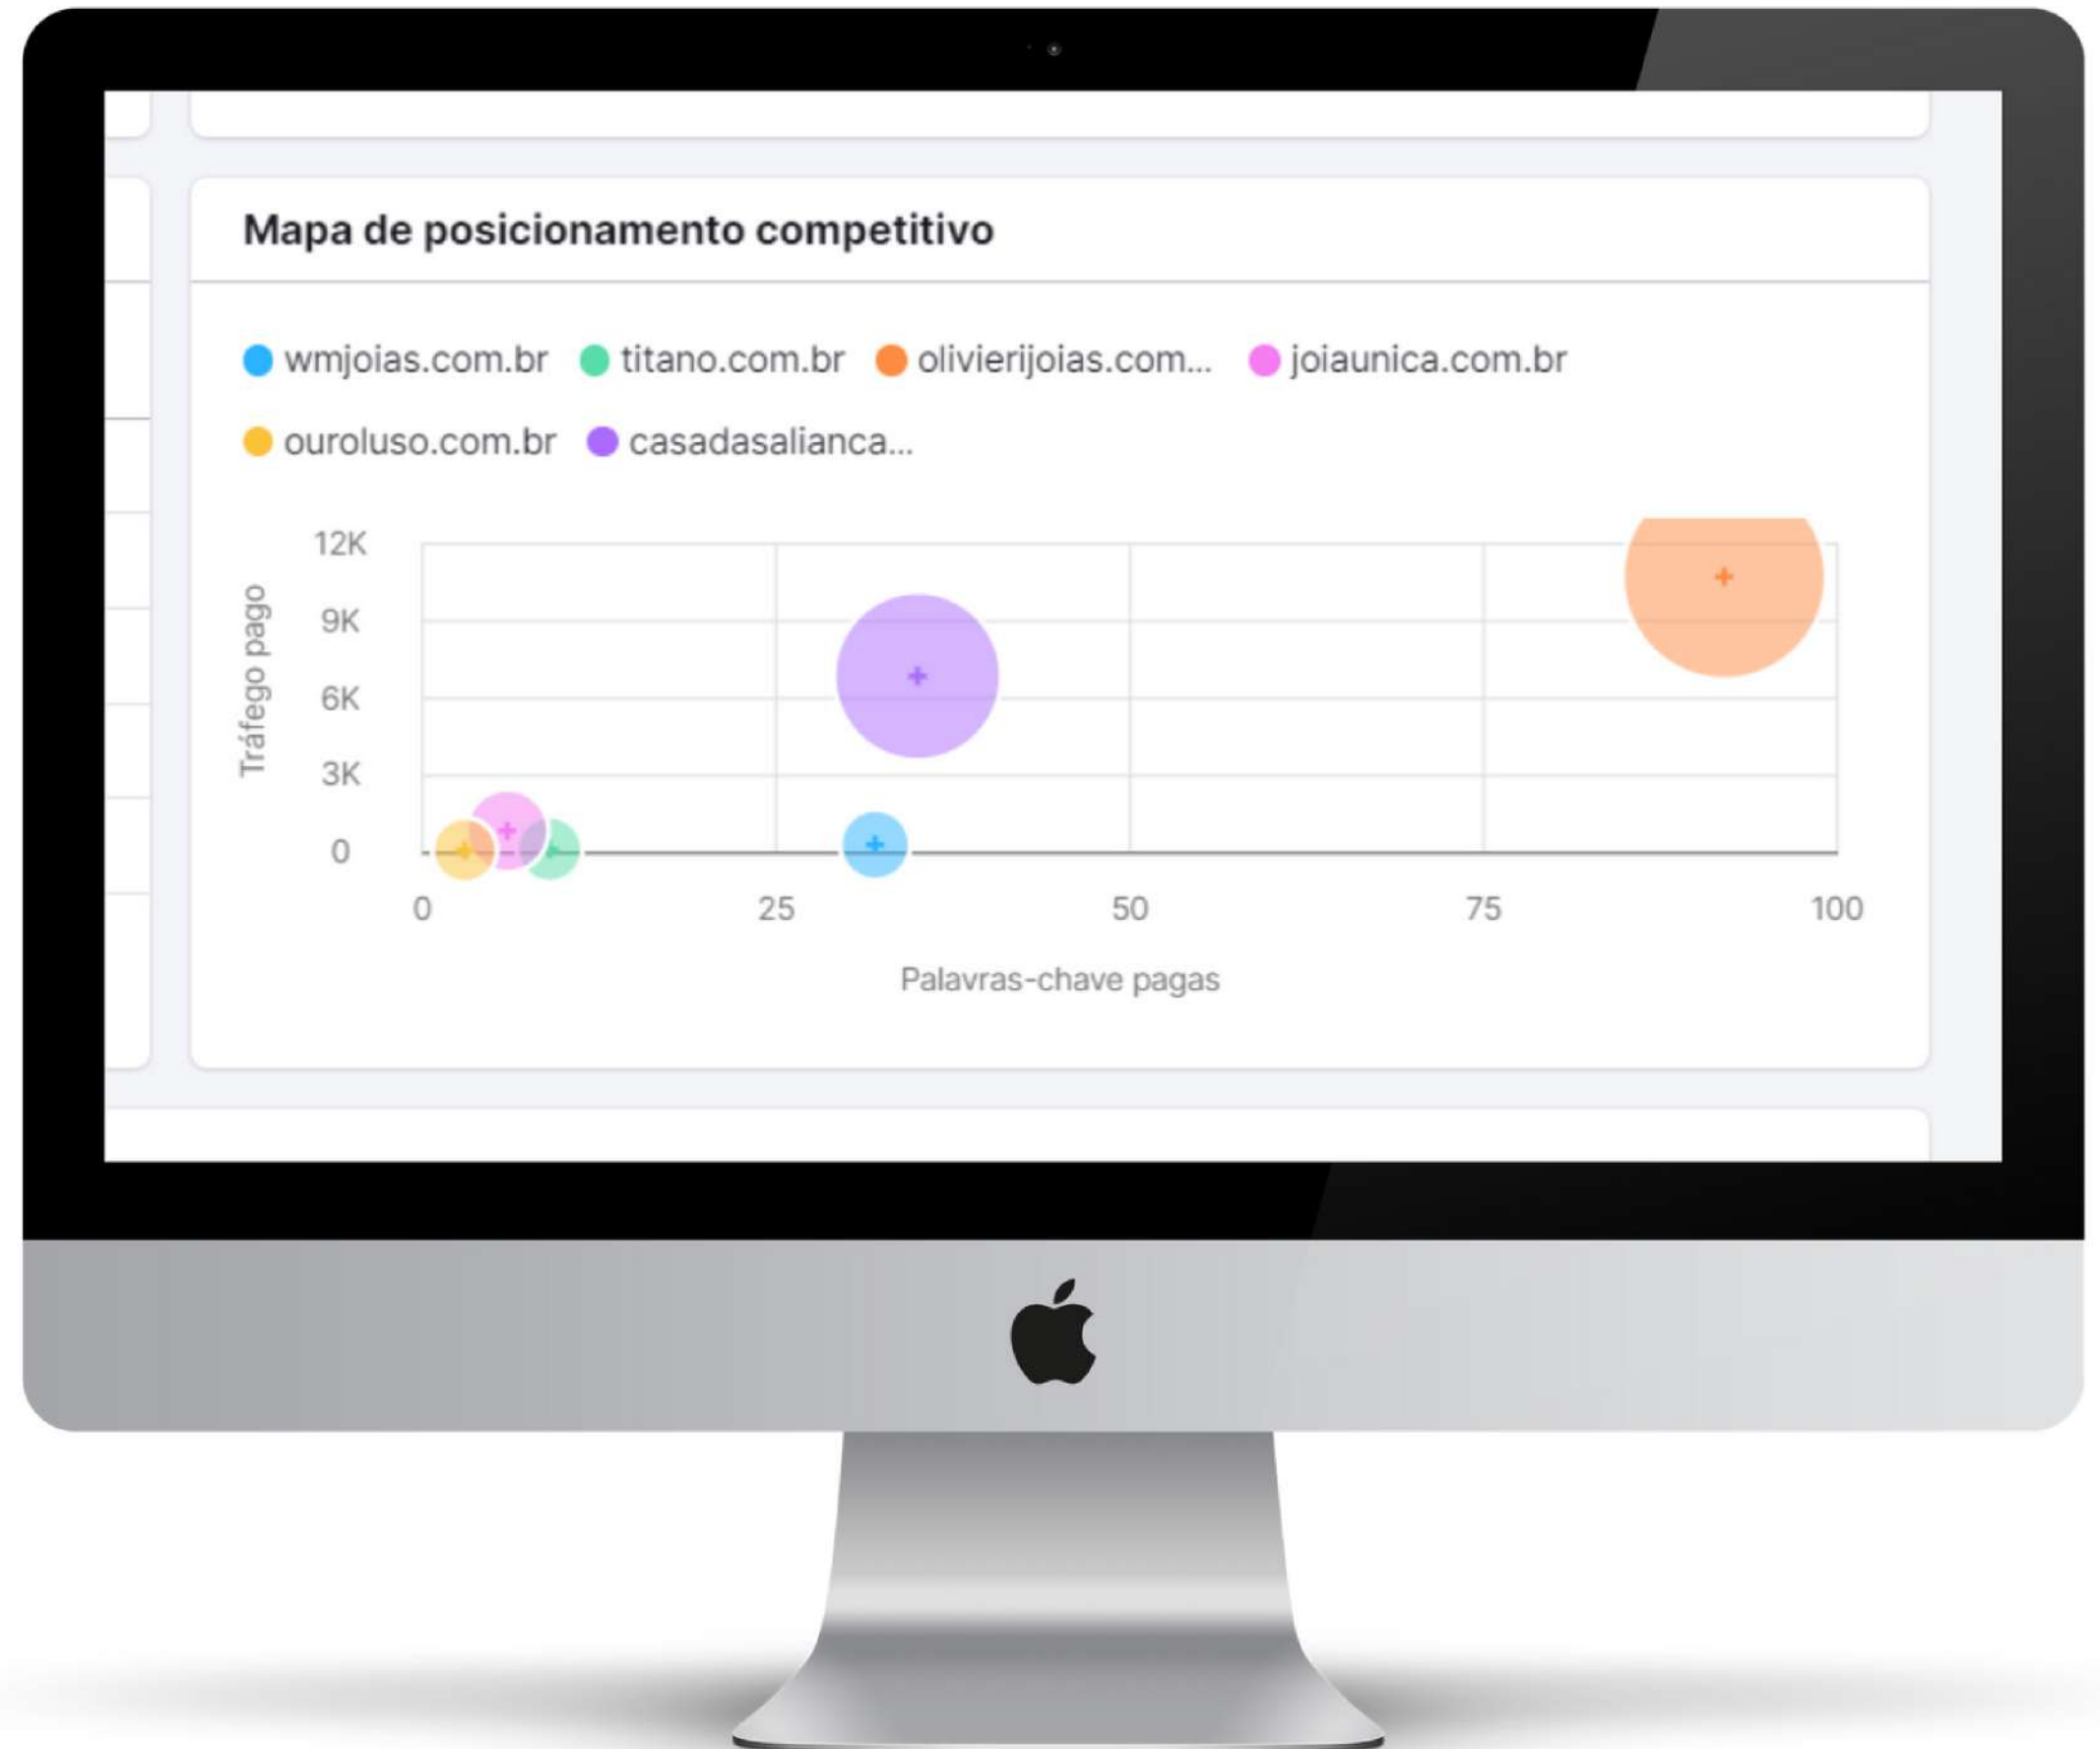 Mapa de posicionamento competitivo
wmjoias.com.br titano.com.br olivierijoias.com... joiaunica.com.br
ouroluso.com.br casadasalianca...
Tráfego pago
12K
9K
6K
3K
0
0 25 50 75 100
Palavras-chave pagas